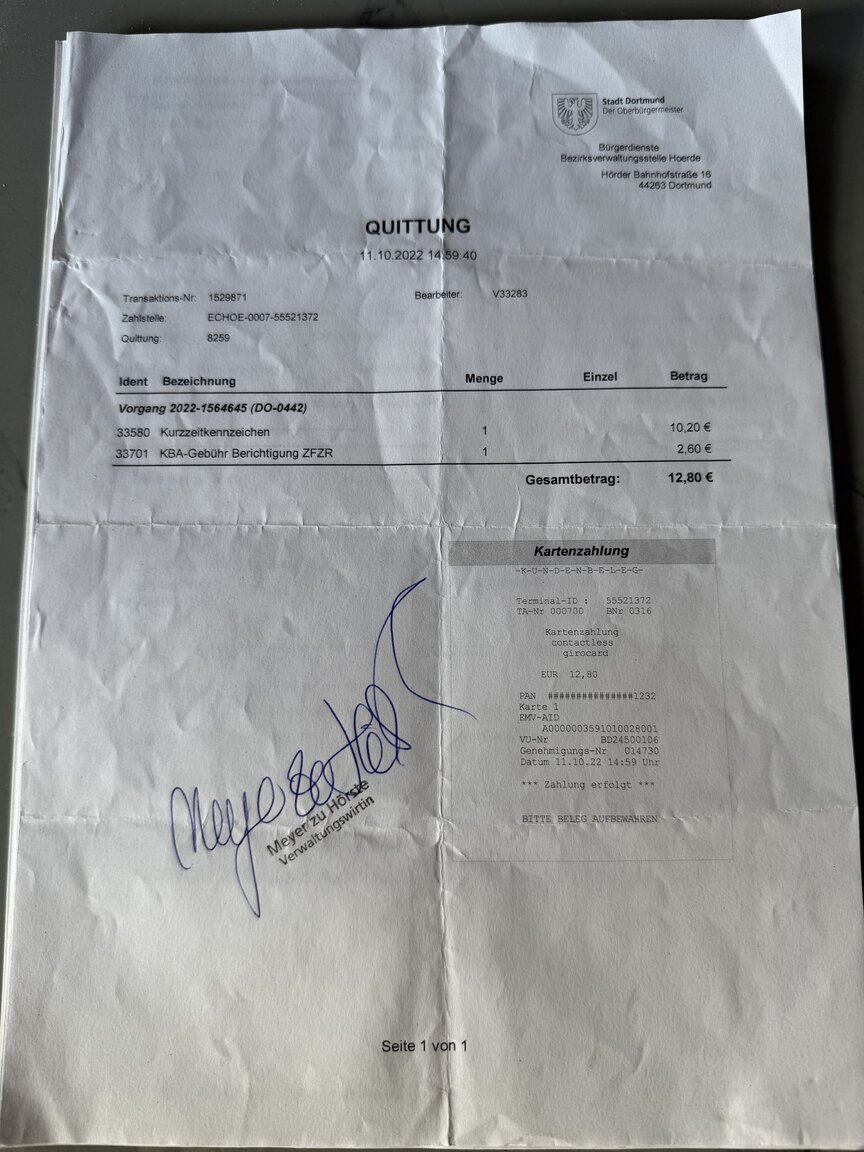 Stadt Dortmund
Der Oberbürgermeister
Bürgerdienste
Bezirksverwaltungsstelle Hoerde
Hörder Bahnhofstraße 16
44263 Dortmund
QUITTUNG
11.10.2022 14:59:40
Transaktions-Nr: 1529871 Bearbeiter: V33283
Zahlstelle: ECHOE-0007-55521372
Quittung: 8259
Ident Bezeichnung Menge Einzel Betrag
Vorgang 2022-1564645 (DO-0442)
33580 Kurzzeitkennzeichen 1 10,20 €
33701 KBA-Gebühr Berichtigung ZFZR 1 2,60 €
Gesamtbetrag: 12,80 €
Kartenzahlung
-K-U-N-D-E-N-B-E-L-E-G-
Terminal-ID : 55521372
TA-Nr 000700 BNr 0316
Kartenzahlung
contactless
girocard
EUR 12,80
PAN ###############1232
Karte 1
EMV-AID
A0000003591010028001
VU-Nr BD24500106
Genehmigungs-Nr 014730
Datum 11.10.22 14:59 Uhr
*** Zahlung erfolgt ***
BITTE BELEG AUFBEWAHREN
Meyer zu Hörste
Verwaltungswirtin
Seite 1 von 1